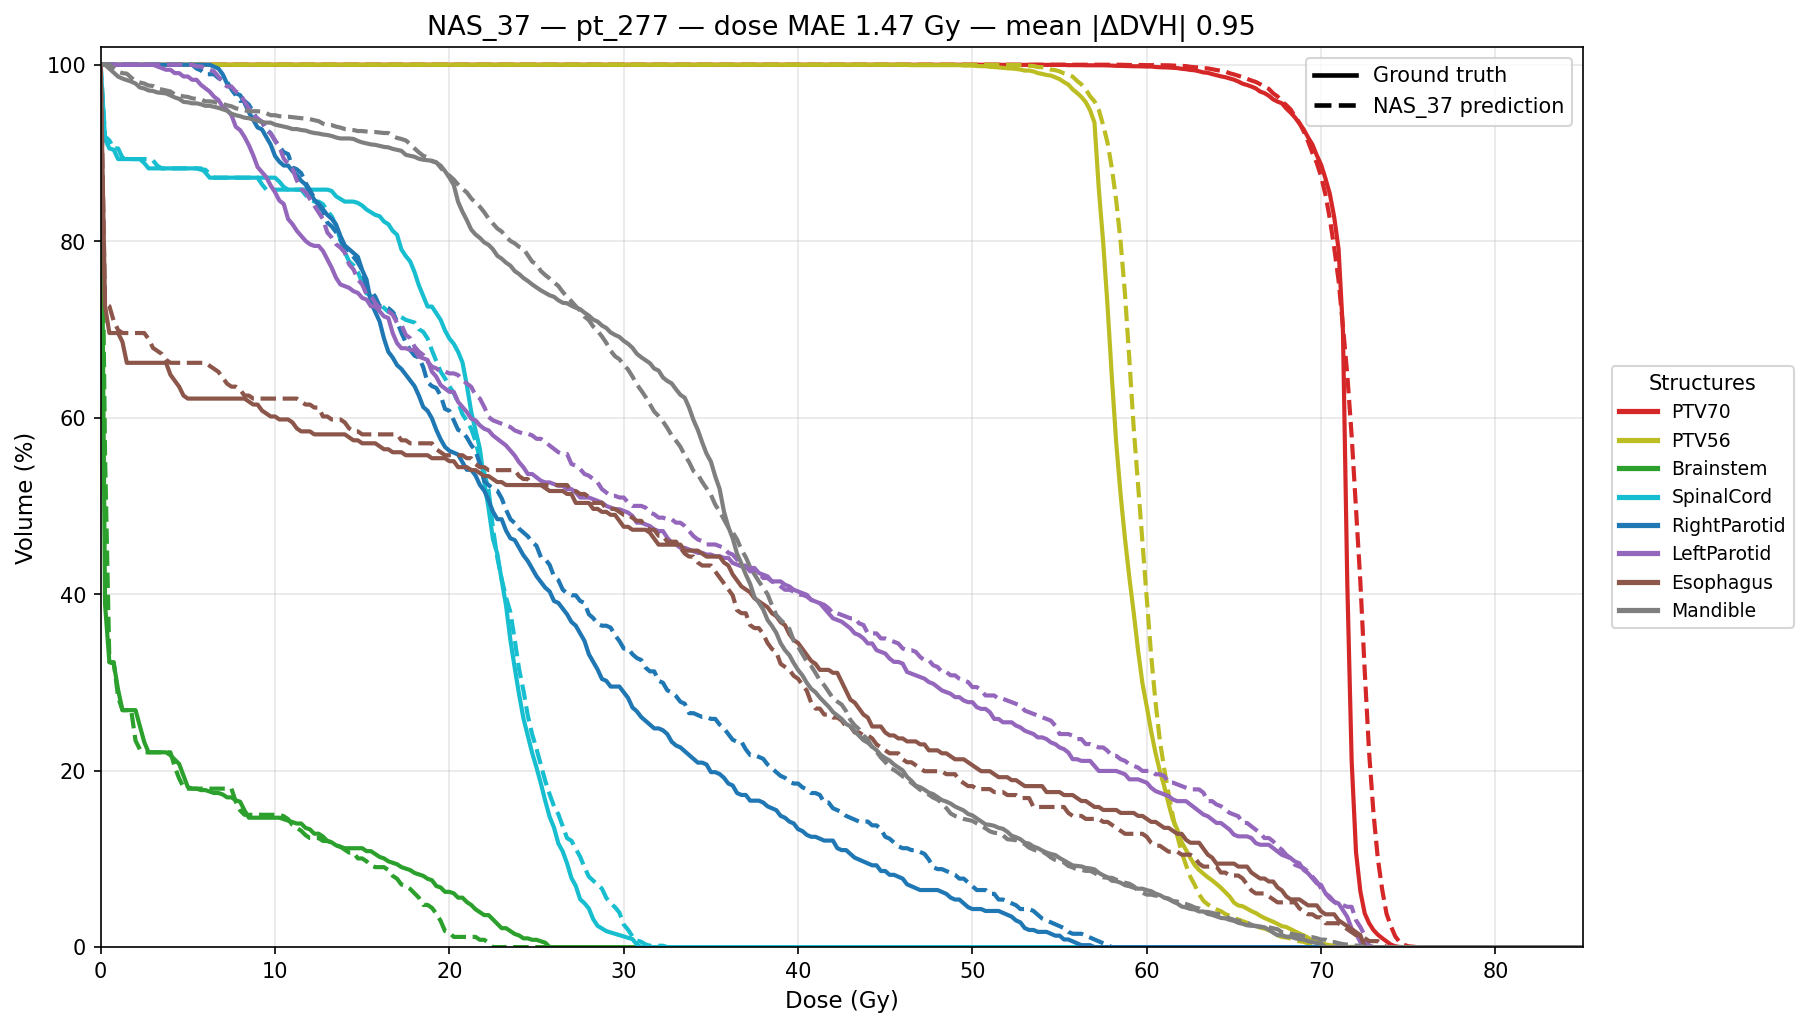 NAS_37 — pt_277 — dose MAE 1.47 Gy — mean |ΔDVH| 0.95
Ground truth
NAS_37 prediction
Volume (%)
100
80
60
40
20
0
0 10 20 30 40 50 60 70 80
Dose (Gy)
Structures
PTV70
PTV56
Brainstem
SpinalCord
RightParotid
LeftParotid
Esophagus
Mandible